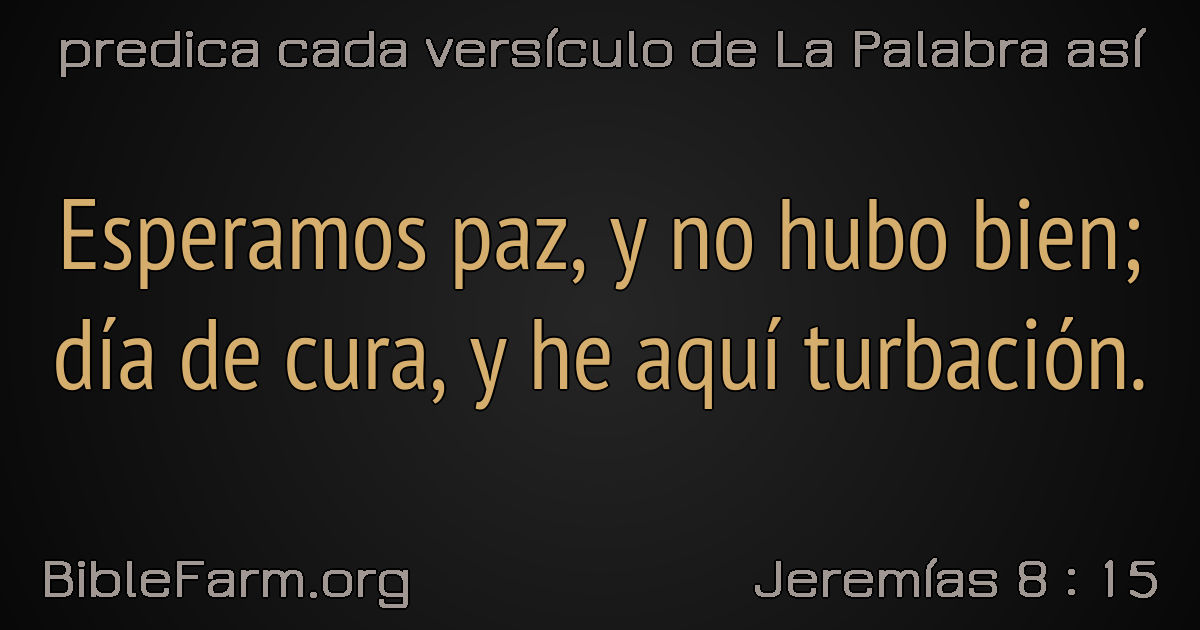 predica cada versículo de La Palabra así
Esperamos paz, y no hubo bien;
día de cura, y he aquí turbación.
BibleFarm.org
Jeremías 8 : 15